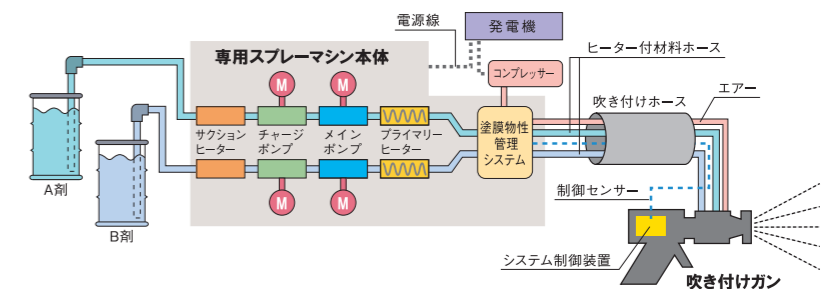 電源線
発電機
専用スプレーマシン本体
コンプレッサー
ヒーター付材料ホース
吹き付けホース
エアー
M
M
サクション
ヒーター
チャージ
ポンプ
メイン
ポンプ
プライマリー
ヒーター
塗膜物性
管理
システム
M
M
A剤
B剤
制御センサー
システム制御装置
吹き付けガン